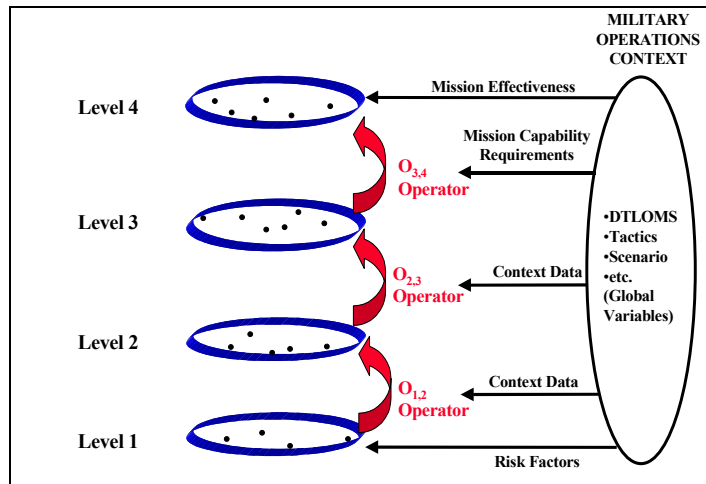 MILITARY
OPERATIONS
CONTEXT
Mission Effectiveness
Level 4
Mission Capability
Requirements
O3,4
Operator
Level 3
•DTLOMS
•Tactics
•Scenario
•etc.
(Global
Variables)
O2,3
Operator
Context Data
Level 2
O1,2
Operator
Context Data
Level 1
Risk Factors